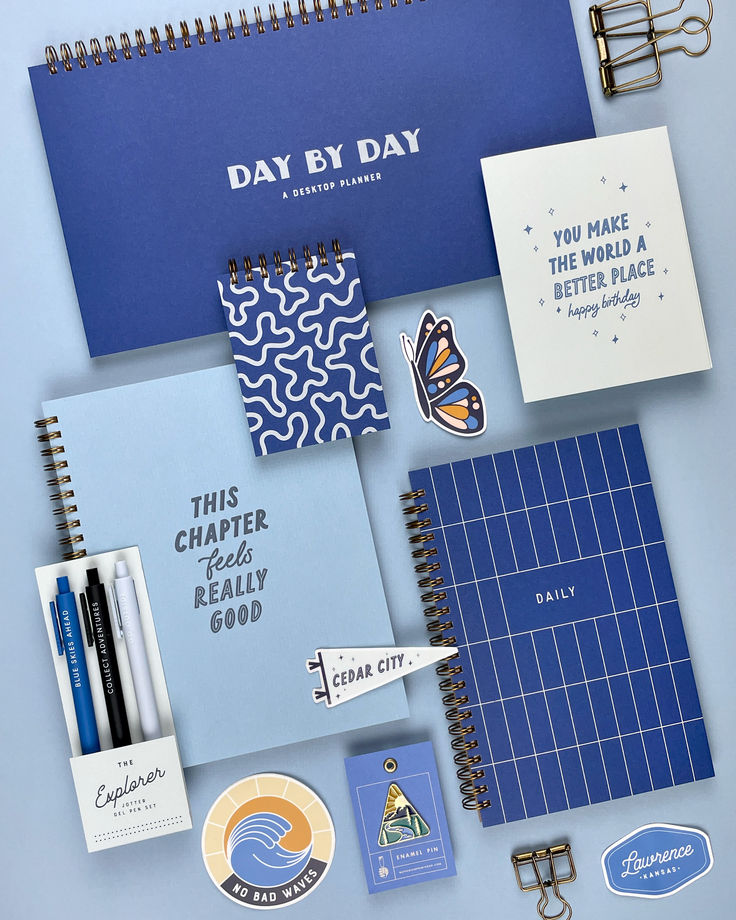 DAY BY DAY
A DESKTOP PLANNER
YOU MAKE
THE WORLD A
BETTER PLACE
happy birthday
THIS
CHAPTER
feels
REALLY
GOOD
DAILY
BLUE SKIES AHEAD
COLLECT ADVENTURES
THE
Explorer
JOTTER
GEL PEN SET
CEDAR CITY
NO BAD WAVES
ENAMEL PIN
Lawrence
KANSAS